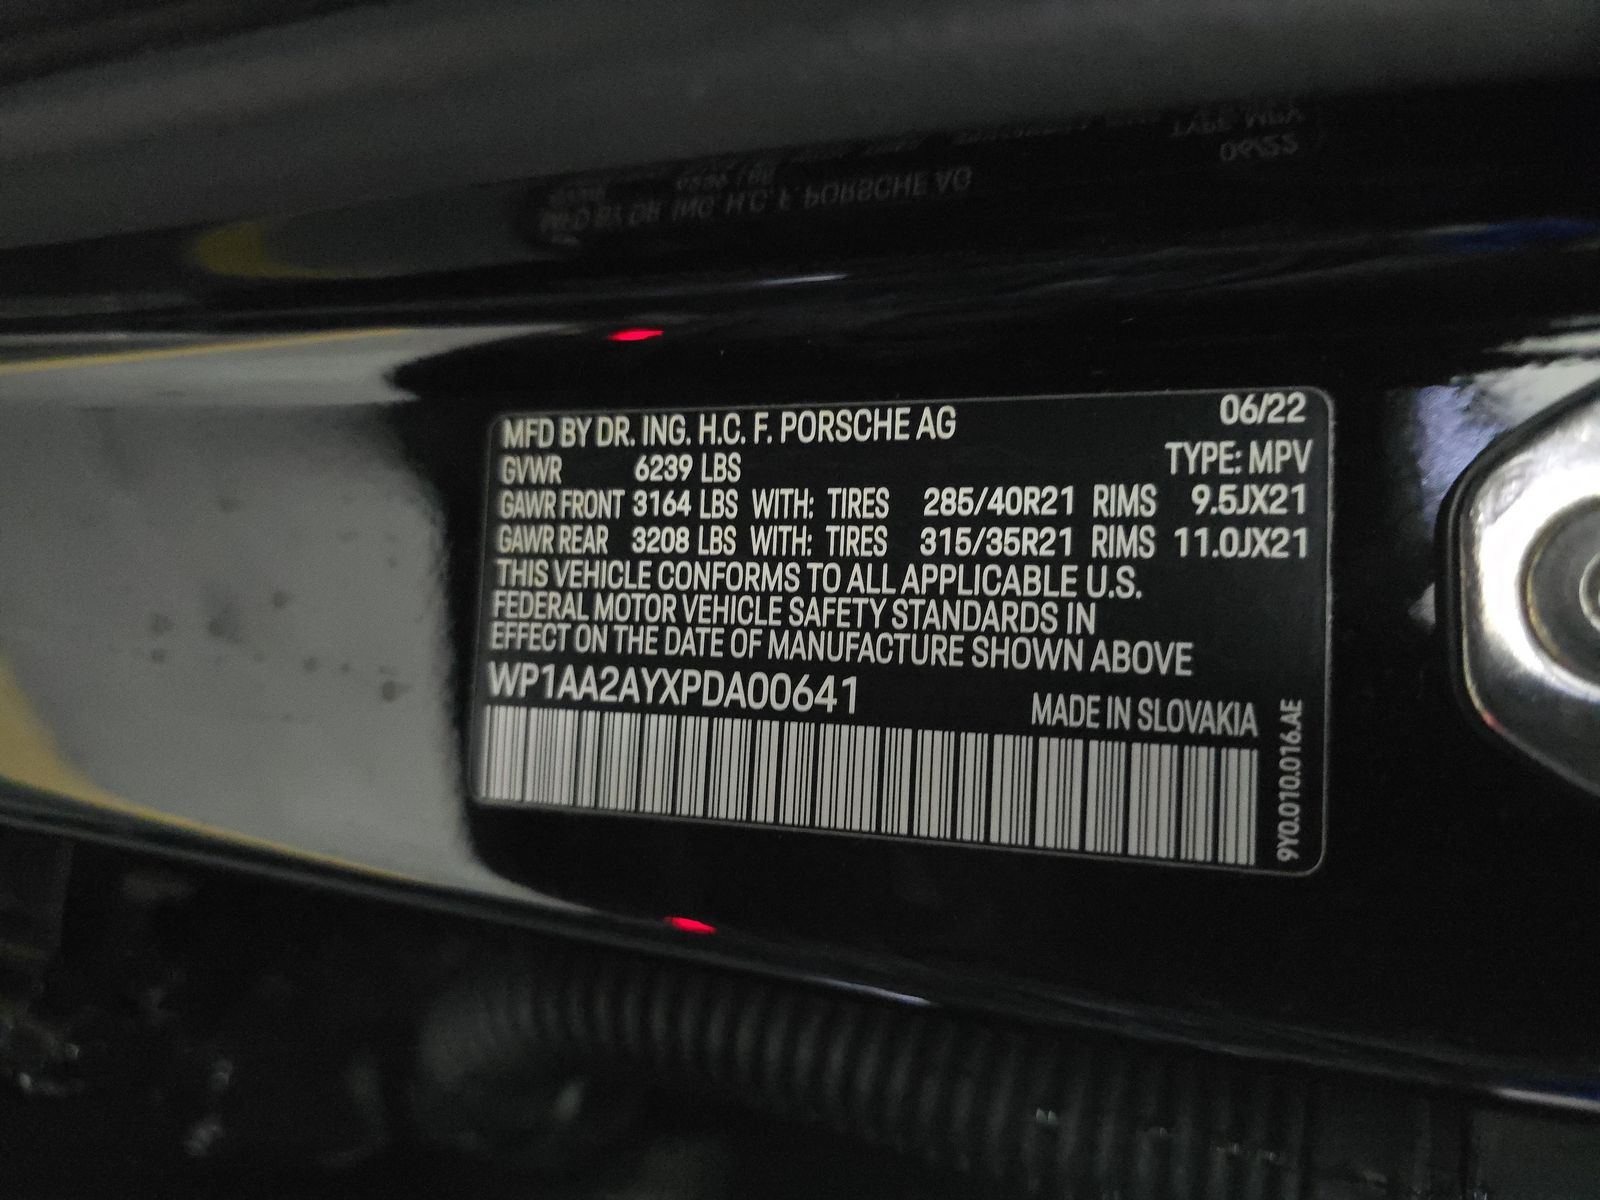 MFD BY DR. ING. H.C. F. PORSCHE AG 06/22
GVWR 6239 LBS TYPE: MPV
GAWR FRONT 3164 LBS WITH: TIRES 285/40R21 RIMS 9.5JX21
GAWR REAR 3208 LBS WITH: TIRES 315/35R21 RIMS 11.0JX21
THIS VEHICLE CONFORMS TO ALL APPLICABLE U.S.
FEDERAL MOTOR VEHICLE SAFETY STANDARDS IN
EFFECT ON THE DATE OF MANUFACTURE SHOWN ABOVE
WP1AA2AYXPDA00641
MADE IN SLOVAKIA
9Y0.010.016.AE